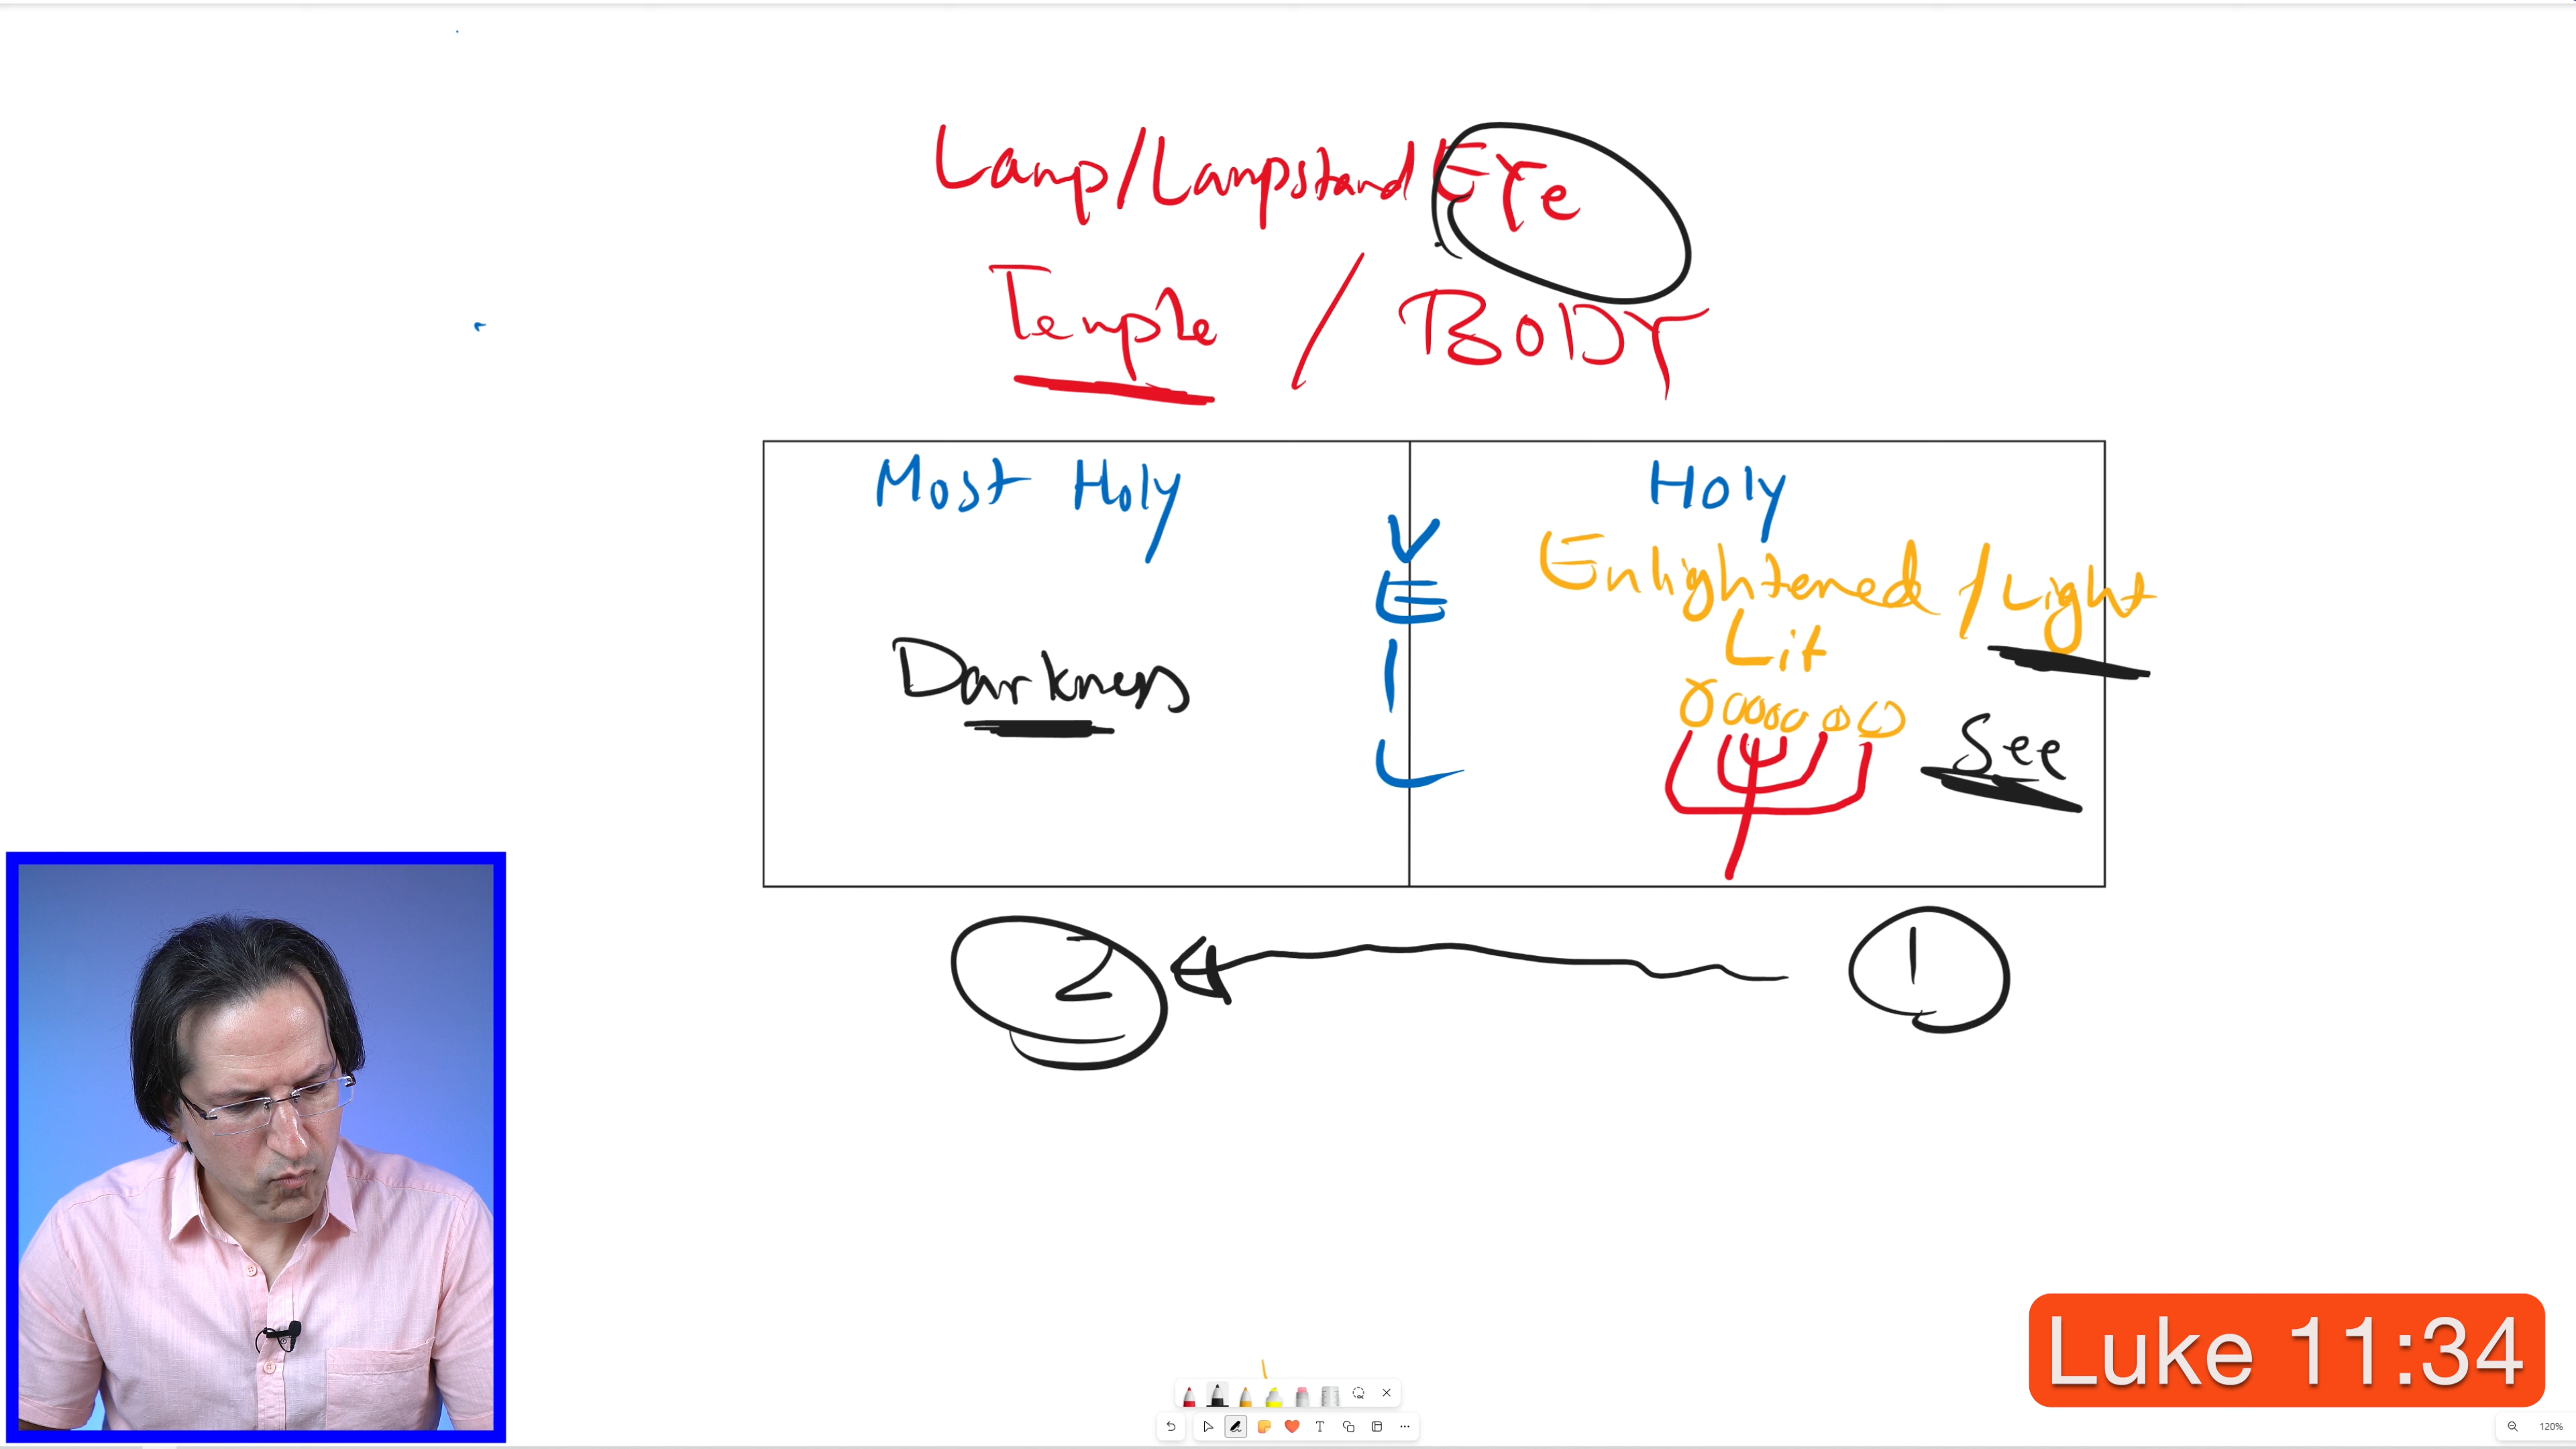 Lamp/Lampstand Eye
Temple / BODY
Most Holy
Holy
VEIL
Enlightened / Light
Lit
Darkness
See
2
1
Luke 11:34
T
120%